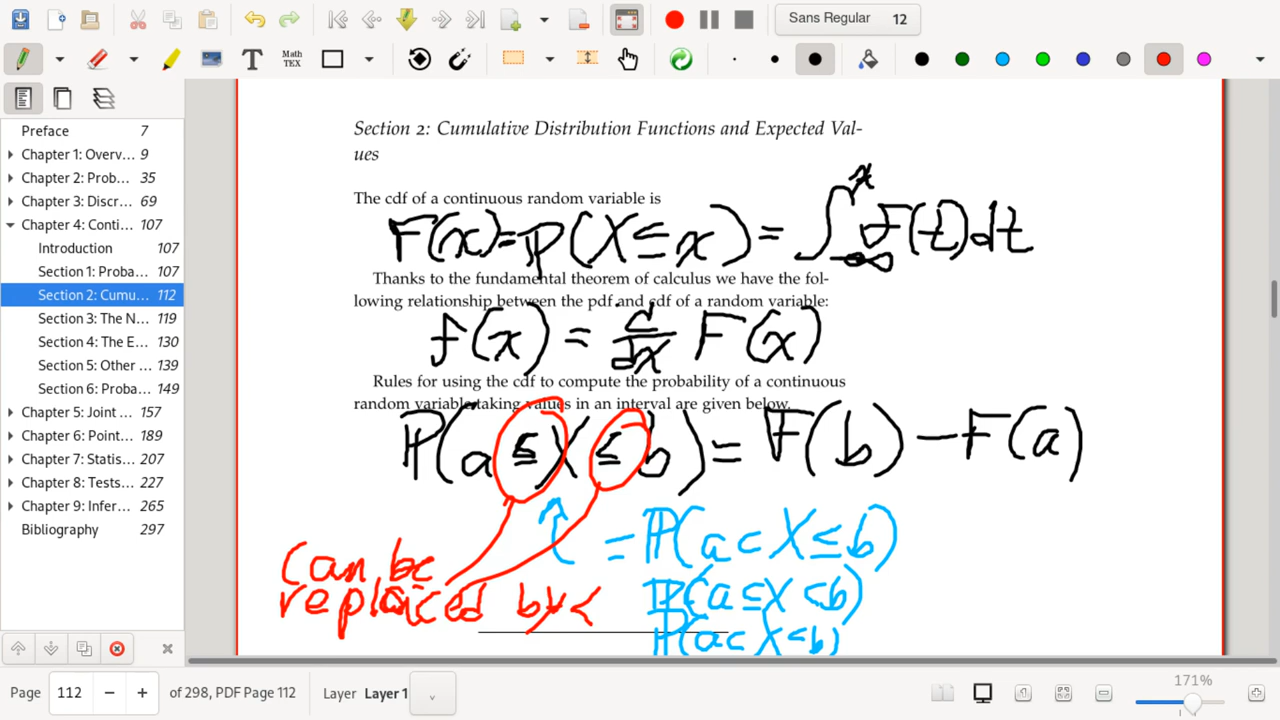 Sans Regular 12
T Math TEX
Preface 7
Chapter 1: Overv... 9
Chapter 2: Prob... 35
Chapter 3: Discr... 69
Chapter 4: Conti... 107
Introduction 107
Section 1: Proba... 107
Section 2: Cumu... 112
Section 3: The N... 119
Section 4: The E... 130
Section 5: Other ... 139
Section 6: Proba... 149
Chapter 5: Joint ... 157
Chapter 6: Point... 189
Chapter 7: Statis... 207
Chapter 8: Tests... 227
Chapter 9: Infer... 265
Bibliography 297
Section 2: Cumulative Distribution Functions and Expected Val-
ues
The cdf of a continuous random variable is
F(x)=ℙ(X≤x)=∫_{-∞}^{x} f(t)dt
Thanks to the fundamental theorem of calculus we have the fol-
lowing relationship between the pdf and cdf of a random variable:
f(x) = d/dx F(x)
Rules for using the cdf to compute the probability of a continuous
random variable taking values in an interval are given below.
ℙ(a≤X≤b)=F(b)-F(a)
=ℙ(a<X≤b)
ℙ(a≤X<b)
ℙ(a<X<b)
can be
replaced by <
Page 112 of 298, PDF Page 112 Layer Layer 1 171%